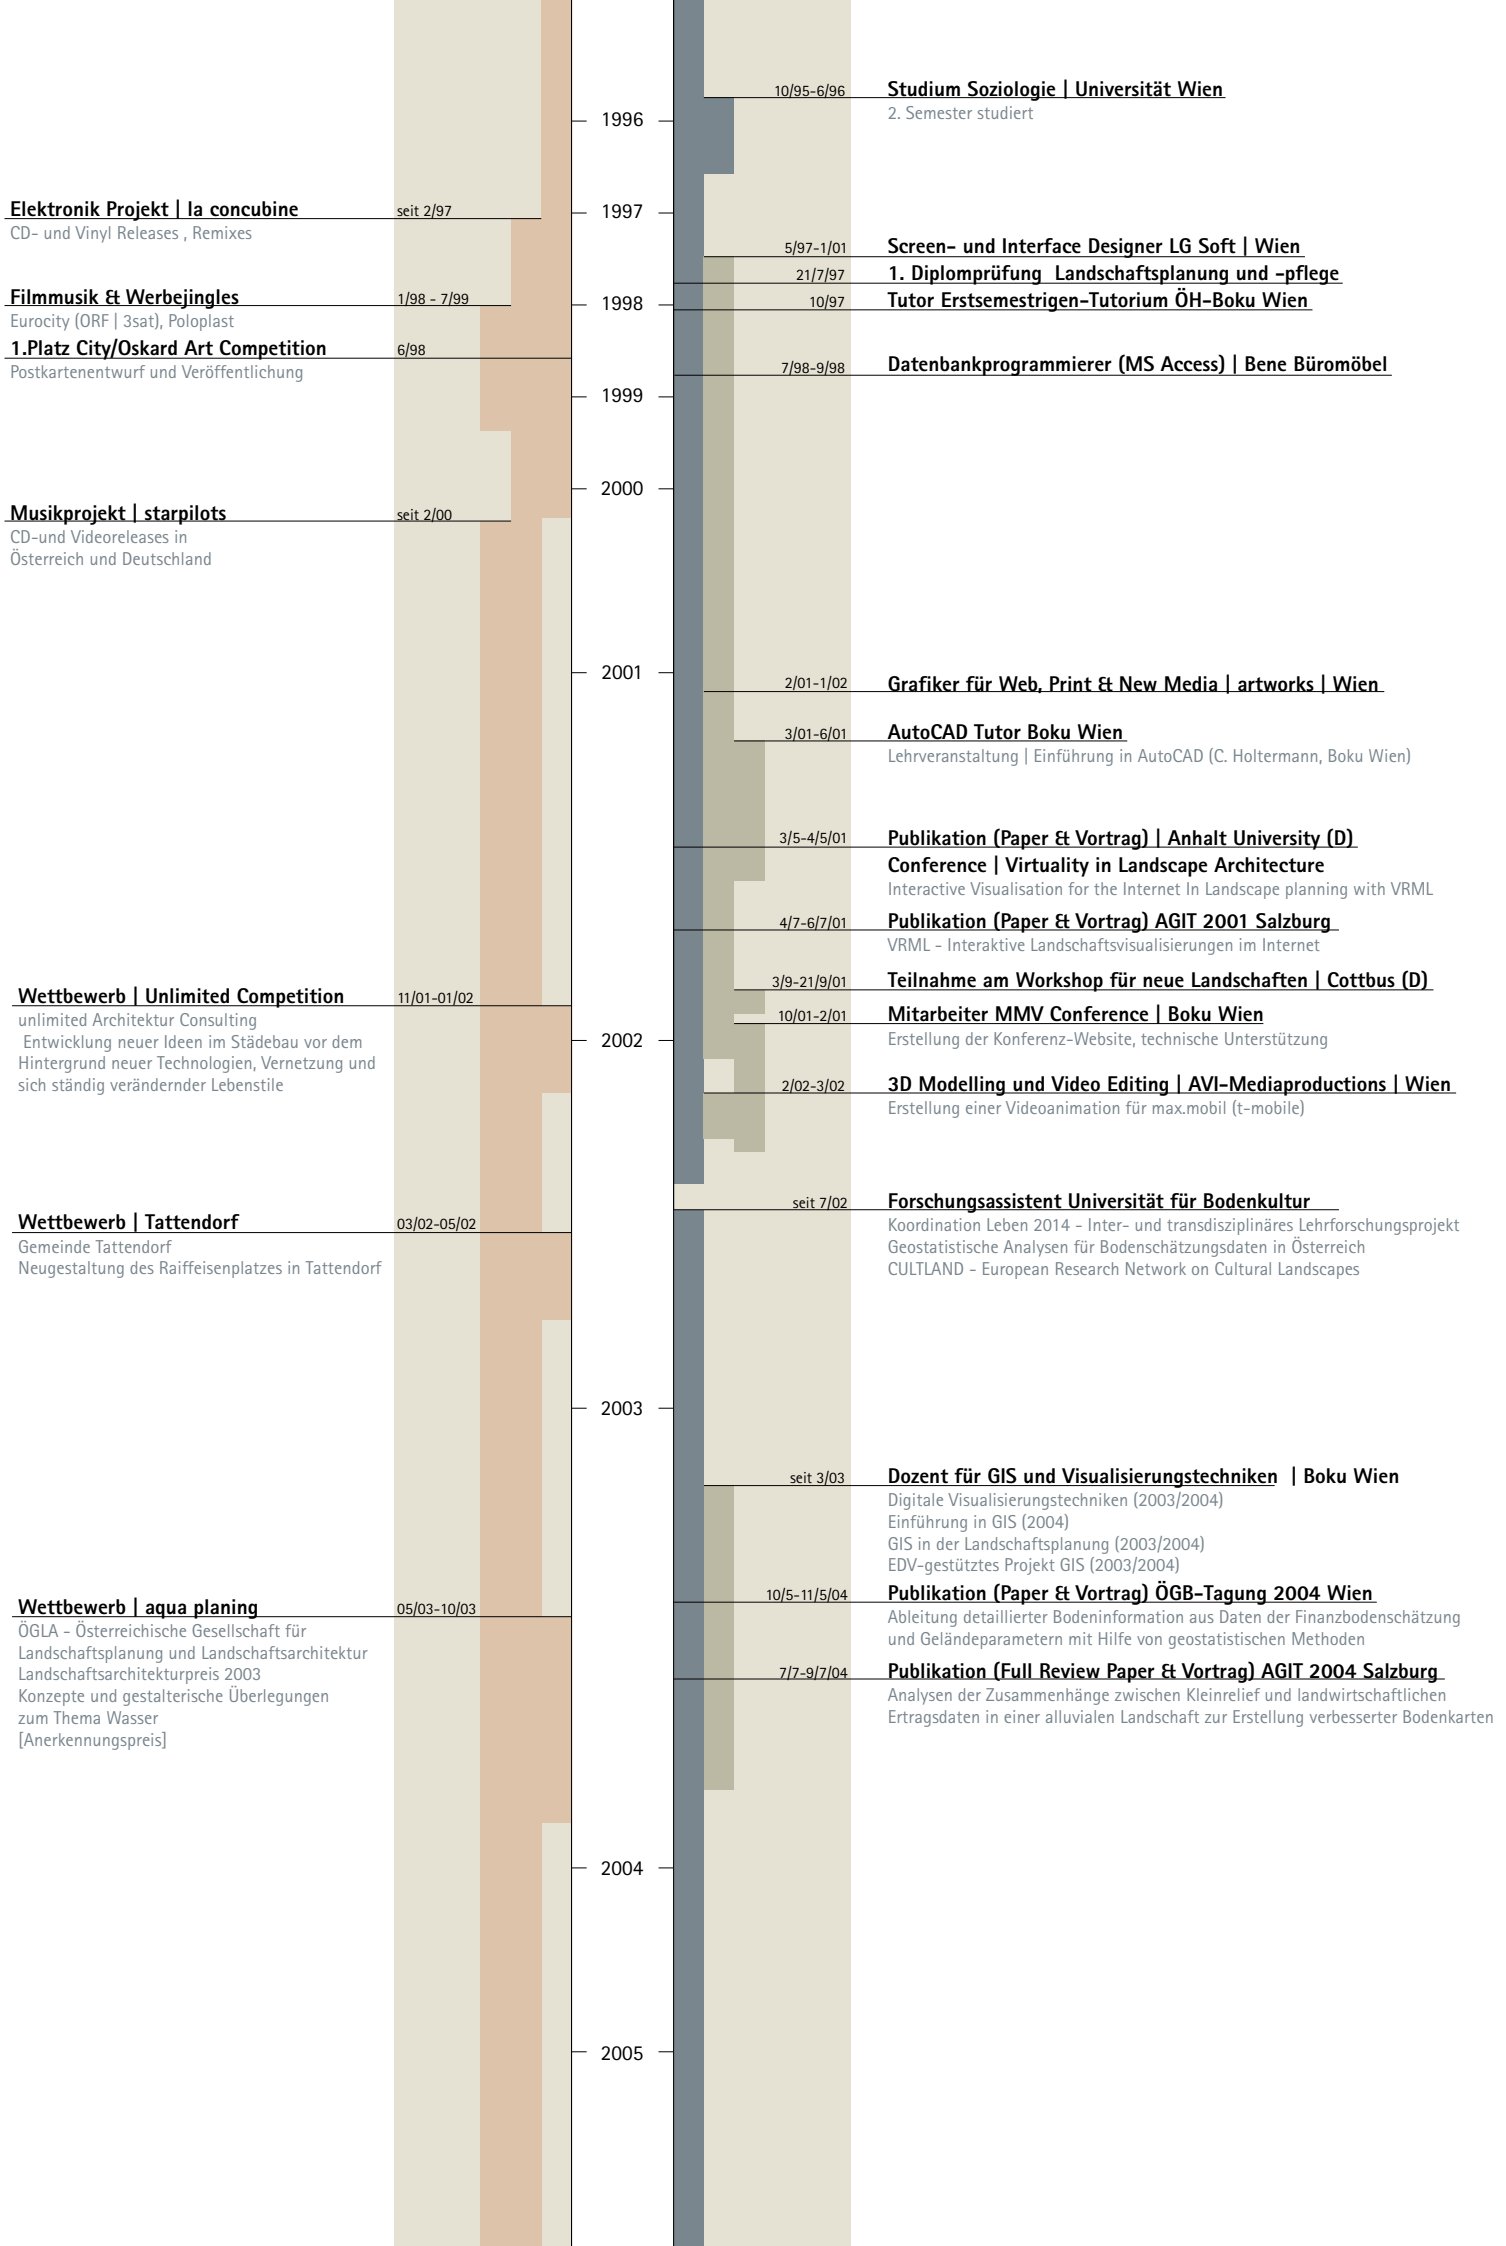 10/95-6/96 Studium Soziologie | Universität Wien
2. Semester studiert
1996
Elektronik Projekt | la concubine seit 2/97
CD- und Vinyl Releases , Remixes
1997
5/97-1/01 Screen- und Interface Designer LG Soft | Wien
21/7/97 1. Diplomprüfung Landschaftsplanung und -pflege
10/97 Tutor Erstsemestrigen-Tutorium ÖH-Boku Wien
Filmmusik & Werbejingles 1/98 - 7/99
Eurocity (ORF | 3sat), Poloplast
1998
1.Platz City/Oskard Art Competition 6/98
Postkartenentwurf und Veröffentlichung
7/98-9/98 Datenbankprogrammierer (MS Access) | Bene Büromöbel
1999
2000
Musikprojekt | starpilots seit 2/00
CD-und Videoreleases in
Österreich und Deutschland
2001
2/01-1/02 Grafiker für Web, Print & New Media | artworks | Wien
3/01-6/01 AutoCAD Tutor Boku Wien
Lehrveranstaltung | Einführung in AutoCAD (C. Holtermann, Boku Wien)
3/5-4/5/01 Publikation (Paper & Vortrag) | Anhalt University (D)
Conference | Virtuality in Landscape Architecture
Interactive Visualisation for the Internet In Landscape planning with VRML
4/7-6/7/01 Publikation (Paper & Vortrag) AGIT 2001 Salzburg
VRML - Interaktive Landschaftsvisualisierungen im Internet
3/9-21/9/01 Teilnahme am Workshop für neue Landschaften | Cottbus (D)
Wettbewerb | Unlimited Competition 11/01-01/02
unlimited Architektur Consulting
Entwicklung neuer Ideen im Städebau vor dem
Hintergrund neuer Technologien, Vernetzung und
sich ständig verändernder Lebenstile
10/01-2/01 Mitarbeiter MMV Conference | Boku Wien
Erstellung der Konferenz-Website, technische Unterstützung
2002
2/02-3/02 3D Modelling und Video Editing | AVI-Mediaproductions | Wien
Erstellung einer Videoanimation für max.mobil (t-mobile)
seit 7/02 Forschungsassistent Universität für Bodenkultur
Koordination Leben 2014 - Inter- und transdisziplinäres Lehrforschungsprojekt
Geostatistische Analysen für Bodenschätzungsdaten in Österreich
CULTLAND - European Research Network on Cultural Landscapes
Wettbewerb | Tattendorf 03/02-05/02
Gemeinde Tattendorf
Neugestaltung des Raiffeisenplatzes in Tattendorf
2003
seit 3/03 Dozent für GIS und Visualisierungstechniken | Boku Wien
Digitale Visualisierungstechniken (2003/2004)
Einführung in GIS (2004)
GIS in der Landschaftsplanung (2003/2004)
EDV-gestütztes Projekt GIS (2003/2004)
10/5-11/5/04 Publikation (Paper & Vortrag) ÖGB-Tagung 2004 Wien
Ableitung detaillierter Bodeninformation aus Daten der Finanzbodenschätzung
und Geländeparametern mit Hilfe von geostatistischen Methoden
Wettbewerb | aqua planing 05/03-10/03
ÖGLA - Österreichische Gesellschaft für
Landschaftsplanung und Landschaftsarchitektur
Landschaftsarchitekturpreis 2003
Konzepte und gestalterische Überlegungen
zum Thema Wasser
[Anerkennungspreis]
7/7-9/7/04 Publikation (Full Review Paper & Vortrag) AGIT 2004 Salzburg
Analysen der Zusammenhänge zwischen Kleinrelief und landwirtschaftlichen
Ertragsdaten in einer alluvialen Landschaft zur Erstellung verbesserter Bodenkarten
2004
2005